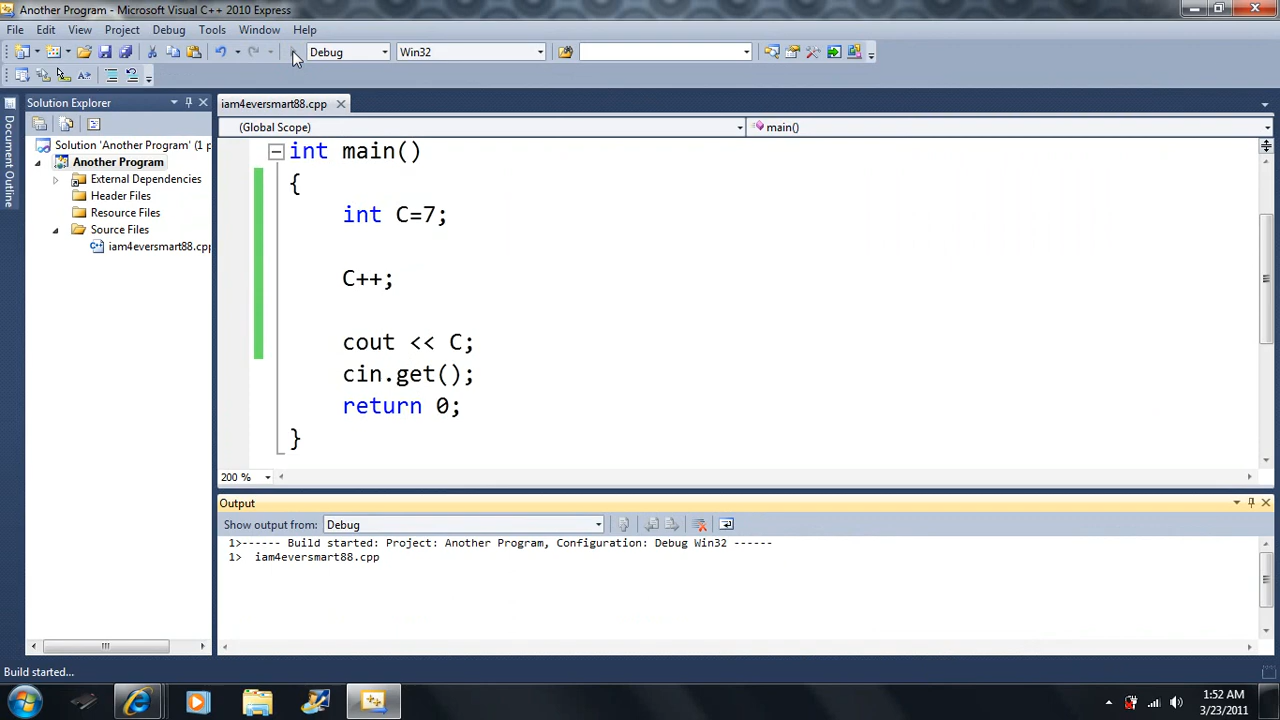 Another Program - Microsoft Visual C++ 2010 Express
File Edit View Project Debug Tools Window Help
Debug Win32
Solution Explorer
iam4eversmart88.cpp
(Global Scope) main()
Document Outline
Solution 'Another Program' (1 p
Another Program
External Dependencies
Header Files
Resource Files
Source Files
iam4eversmart88.cp
int main()
{
int C=7;
C++;
cout << C;
cin.get();
return 0;
}
200 %
Output
Show output from: Debug
1>------ Build started: Project: Another Program, Configuration: Debug Win32 ------
1> iam4eversmart88.cpp
Build started...
1:52 AM
3/23/2011